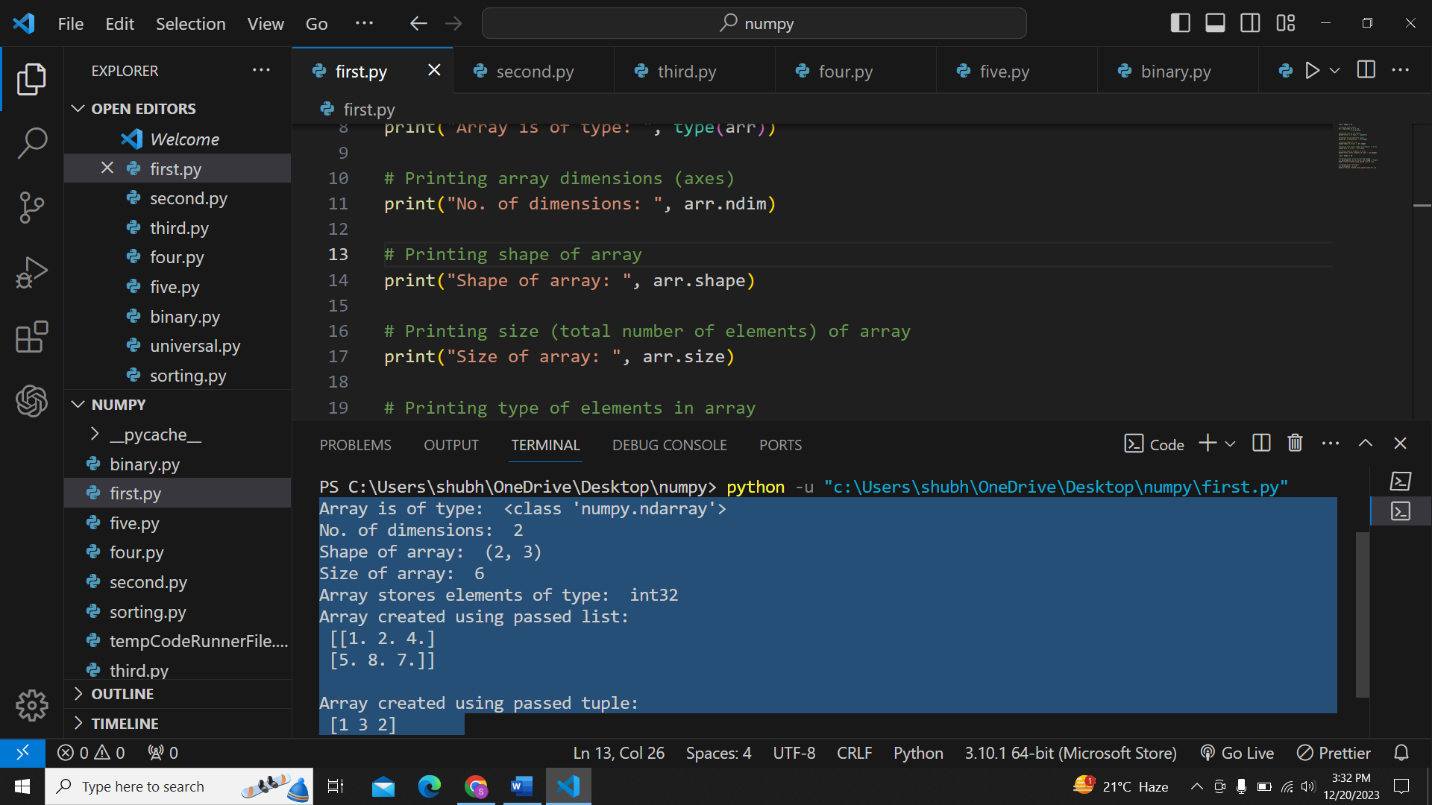 File Edit Selection View Go ··· numpy
EXPLORER ···
OPEN EDITORS
Welcome
first.py
second.py
third.py
four.py
five.py
binary.py
universal.py
sorting.py
NUMPY
__pycache__
binary.py
first.py
five.py
four.py
second.py
sorting.py
tempCodeRunnerFile....
third.py
OUTLINE
TIMELINE
first.py second.py third.py four.py five.py binary.py ···
first.py
8 print("Array is of type: ", type(arr))
9
10 # Printing array dimensions (axes)
11 print("No. of dimensions: ", arr.ndim)
12
13 # Printing shape of array
14 print("Shape of array: ", arr.shape)
15
16 # Printing size (total number of elements) of array
17 print("Size of array: ", arr.size)
18
19 # Printing type of elements in array
PROBLEMS OUTPUT TERMINAL DEBUG CONSOLE PORTS Code ···
PS C:\Users\shubh\OneDrive\Desktop\numpy> python -u "c:\Users\shubh\OneDrive\Desktop\numpy\first.py"
Array is of type:  <class 'numpy.ndarray'>
No. of dimensions:  2
Shape of array:  (2, 3)
Size of array:  6
Array stores elements of type:  int32
Array created using passed list:
 [[1. 2. 4.]
 [5. 8. 7.]]
Array created using passed tuple:
 [1 3 2]
0 0 0 Ln 13, Col 26 Spaces: 4 UTF-8 CRLF Python 3.10.1 64-bit (Microsoft Store) Go Live Prettier
Type here to search 21°C Haze 3:32 PM
12/20/2023